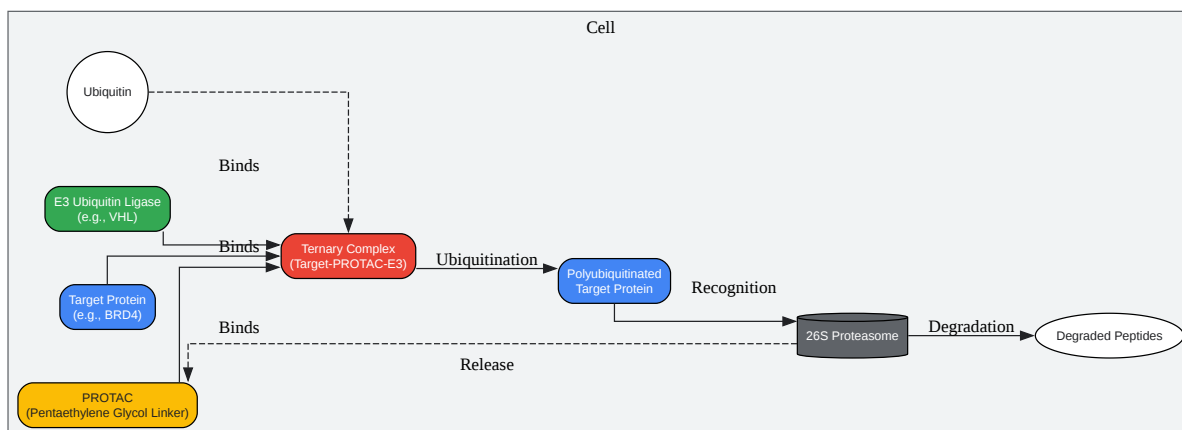 Cell
Ubiquitin
Binds
E3 Ubiquitin Ligase
(e.g., VHL)
Binds
Ternary Complex
(Target-PROTAC-E3)
Ubiquitination
Polyubiquitinated
Target Protein
Recognition
Target Protein
(e.g., BRD4)
Binds
26S Proteasome
Degradation
Degraded Peptides
Release
PROTAC
(Pentaethylene Glycol Linker)